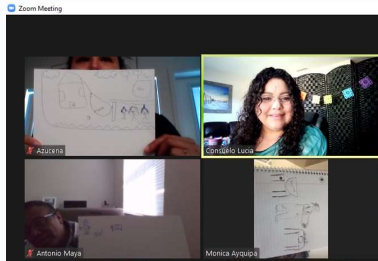 Zoom Meeting
Azucena
Consuelo Lucia
Antonio Maya
Monica Ayquipa